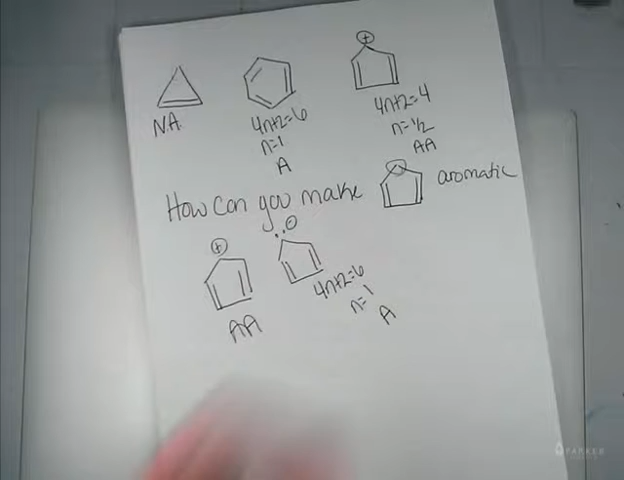 NA
4n+2=6
n=1
A
⊕
4n+2=4
n=1/2
AA
How can you make aromatic
⊕
AA
..⊖
4n+2=6
n=1
A
PARKER